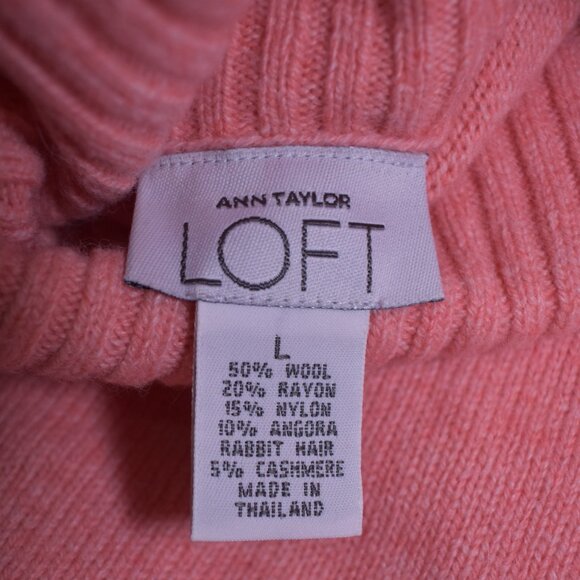 ANN TAYLOR
LOFT
L
50% WOOL
20% RAYON
15% NYLON
10% ANGORA
RABBIT HAIR
5% CASHMERE
MADE IN
THAILAND